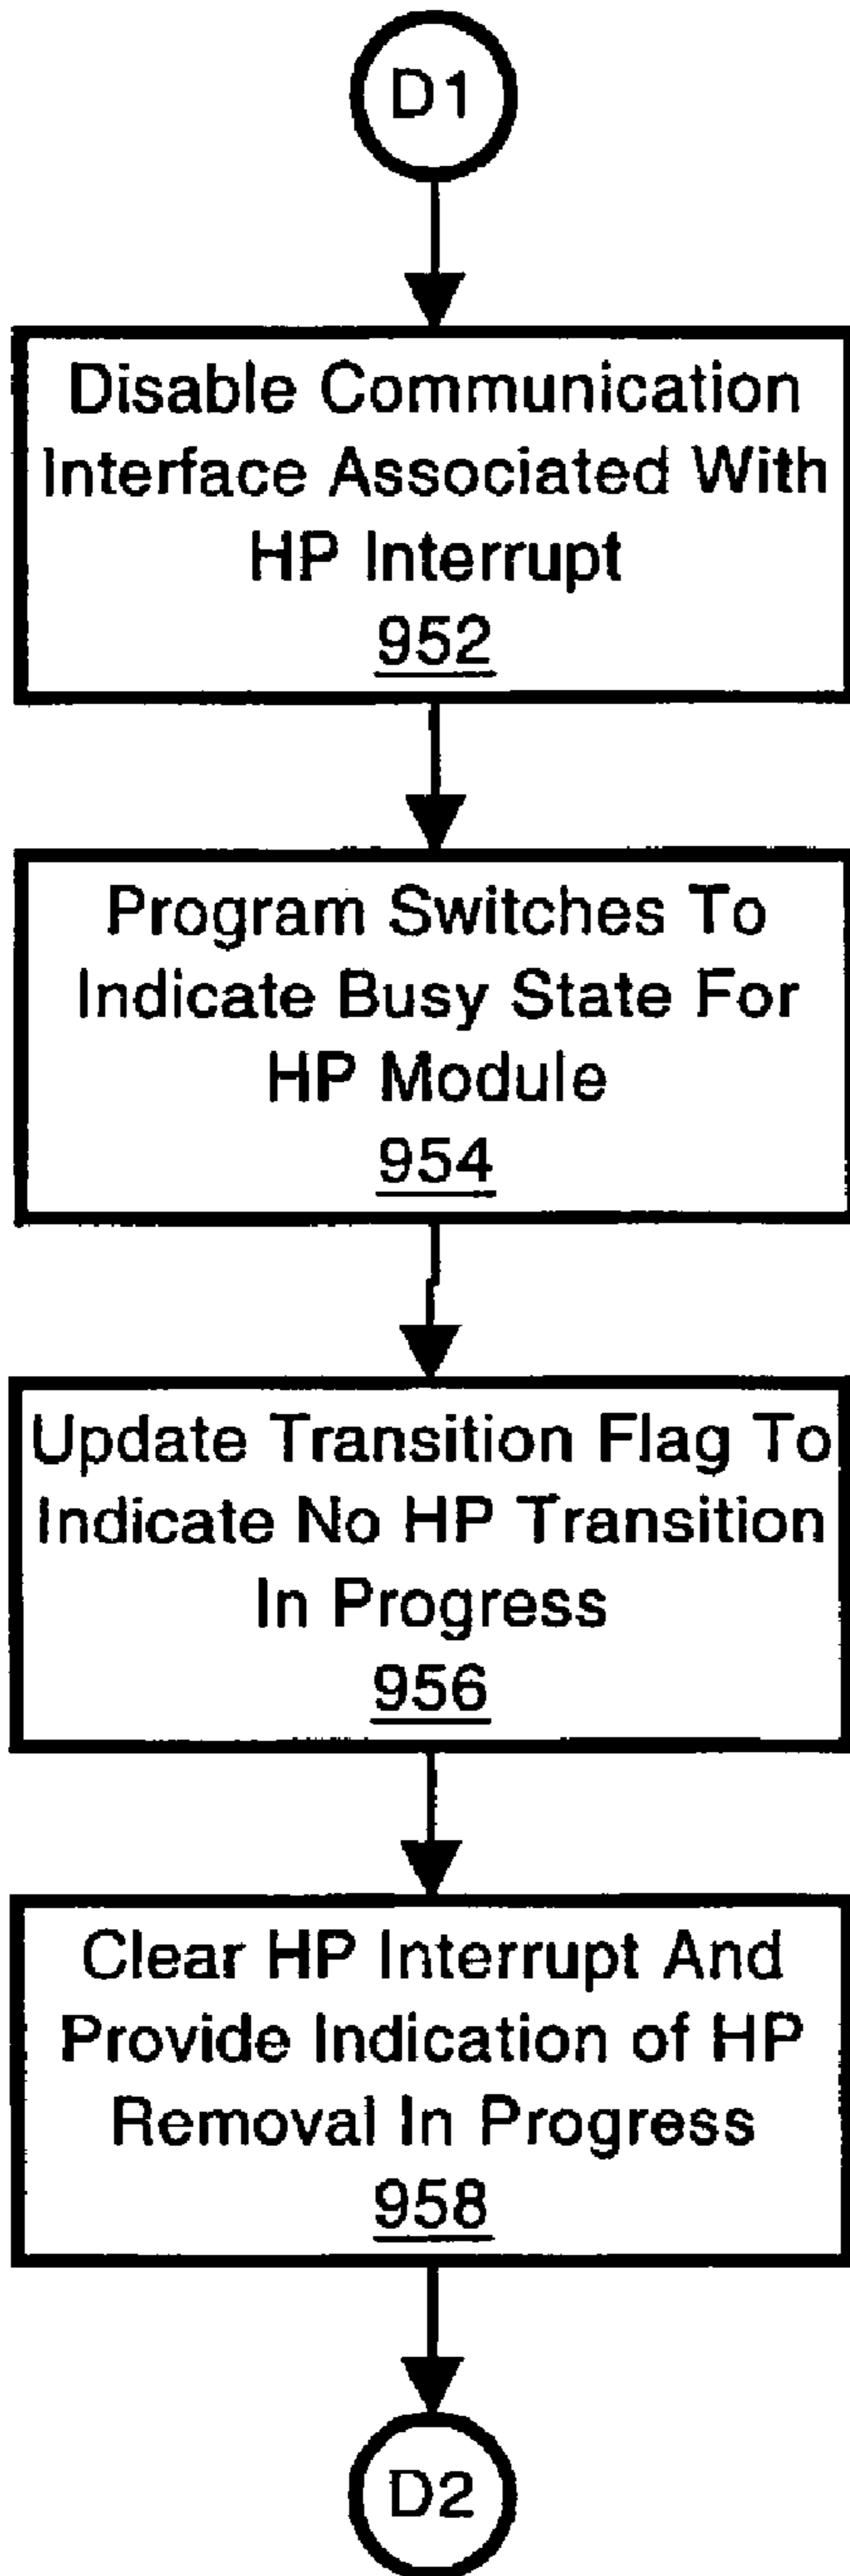 D1
Disable Communication
Interface Associated With
HP Interrupt
952
Program Switches To
Indicate Busy State For
HP Module
954
Update Transition Flag To
Indicate No HP Transition
In Progress
956
Clear HP Interrupt And
Provide Indication of HP
Removal In Progress
958
D2